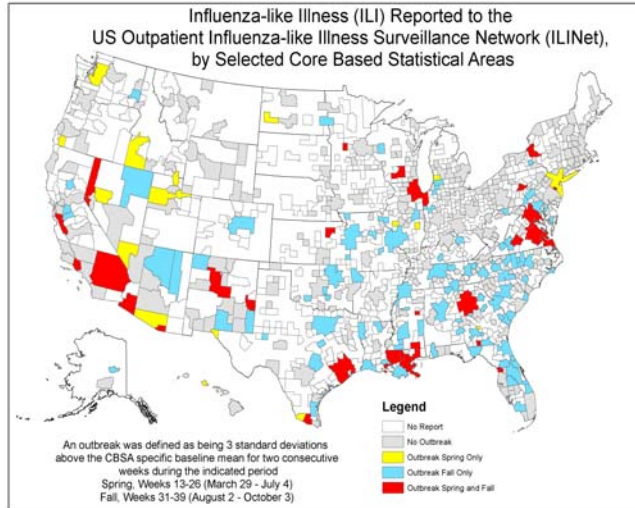 Influenza-like Illness (ILI) Reported to the
US Outpatient Influenza-like Illness Surveillance Network (ILINet),
by Selected Core Based Statistical Areas
An outbreak was defined as being 3 standard deviations
above the CBSA specific baseline mean for two consecutive
weeks during the indicated period
Spring, Weeks 13-26 (March 29 - July 4)
Fall, Weeks 31-39 (August 2 - October 3)
Legend
No Report
No Outbreak
Outbreak Spring Only
Outbreak Fall Only
Outbreak Spring and Fall